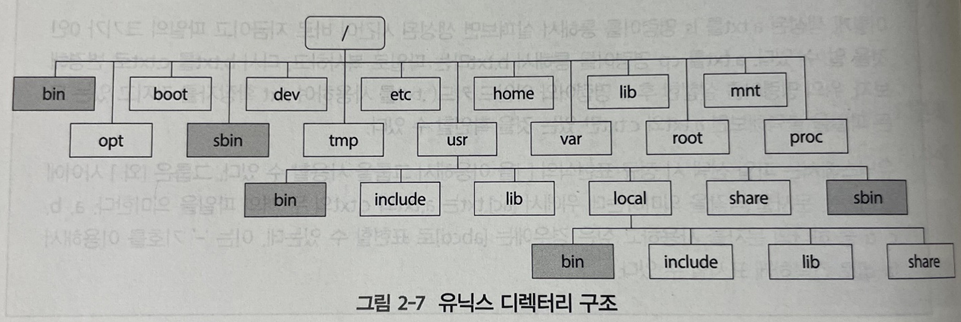 /
bin boot dev etc home lib mnt
opt sbin tmp usr var root proc
bin include lib local share sbin
bin include lib share
그림 2-7 유닉스 디렉터리 구조